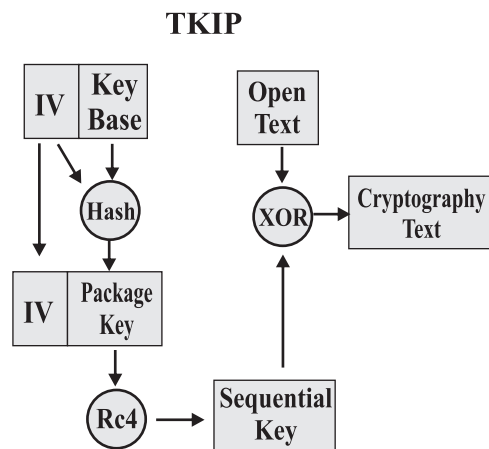 TKIP
IV
Key
Base
Open
Text
Hash
XOR
Cryptography
Text
IV
Package
Key
Rc4
Sequential
Key